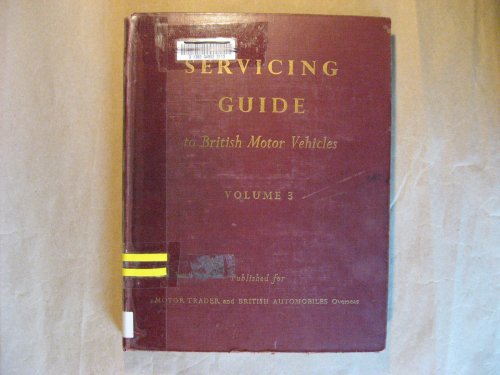 SERVICING
GUIDE
to British Motor Vehicles
VOLUME 3
Published for
MOTOR TRADER and BRITISH AUTOMOBILES Overseas